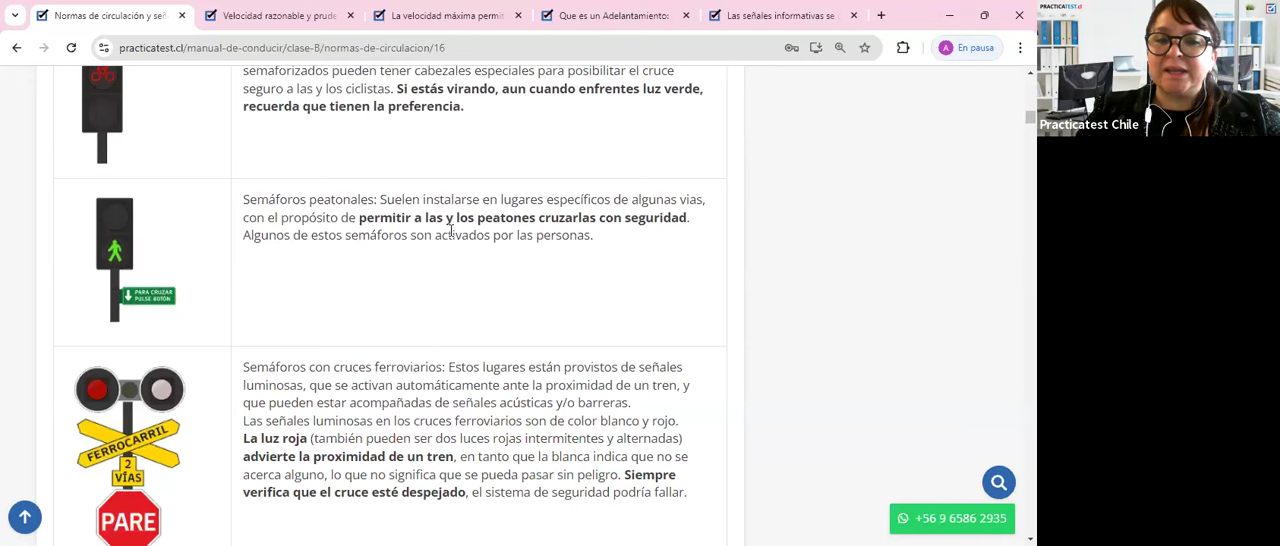 Normas de circulación y señ
Velocidad razonable y prude
La velocidad máxima permit
Que es un Adelantamiento:
Las señales informativas se
practicatest.cl/manual-de-conducir/clase-B/normas-de-circulacion/16
A En pausa
semaforizados pueden tener cabezales especiales para posibilitar el cruce
seguro a las y los ciclistas. Si estás virando, aun cuando enfrentes luz verde,
recuerda que tienen la preferencia.
Semáforos peatonales: Suelen instalarse en lugares específicos de algunas vias,
con el propósito de permitir a las y los peatones cruzarlas con seguridad.
Algunos de estos semáforos son activados por las personas.
PARA CRUZAR
PULSE BOTÓN
Semáforos con cruces ferroviarios: Estos lugares están provistos de señales
luminosas, que se activan automáticamente ante la proximidad de un tren, y
que pueden estar acompañadas de señales acústicas y/o barreras.
Las señales luminosas en los cruces ferroviarios son de color blanco y rojo.
La luz roja (también pueden ser dos luces rojas intermitentes y alternadas)
advierte la proximidad de un tren, en tanto que la blanca indica que no se
acerca alguno, lo que no significa que se pueda pasar sin peligro. Siempre
verifica que el cruce esté despejado, el sistema de seguridad podría fallar.
FERROCARRIL
2
VÍAS
PARE
+56 9 6586 2935
PRACTICATEST.cl
Practicatest Chile